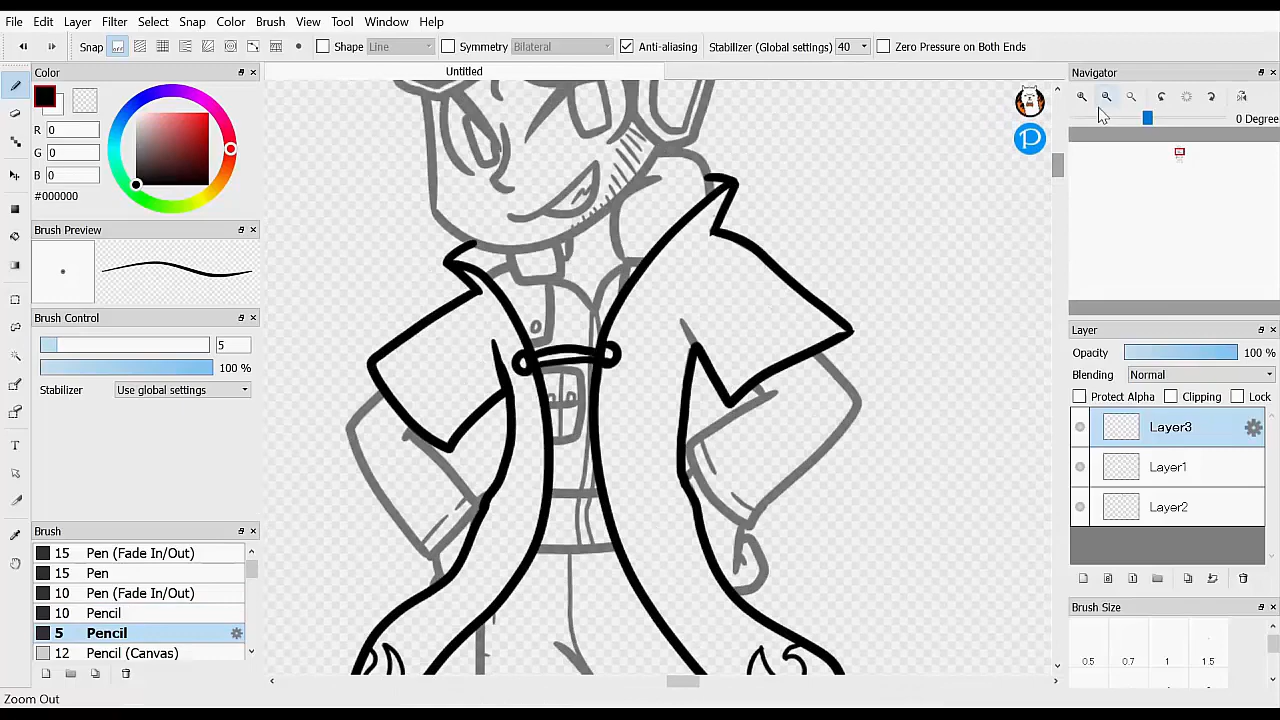 File Edit Layer Filter Select Snap Color Brush View Tool Window Help
Snap Shape Line Symmetry Bilateral Anti-aliasing Stabilizer (Global settings) 40 Zero Pressure on Both Ends
Color
Untitled
Navigator
R 0
G 0
B 0
#000000
0 Degree
P
Brush Preview
Brush Control
5
100 %
Stabilizer Use global settings
Layer
Opacity 100 %
Blending Normal
Protect Alpha Clipping Lock
Layer3
Layer1
Layer2
Brush
15 Pen (Fade In/Out)
15 Pen
10 Pen (Fade In/Out)
10 Pencil
5 Pencil
12 Pencil (Canvas)
Brush Size
0.5 0.7 1 1.5
Zoom Out